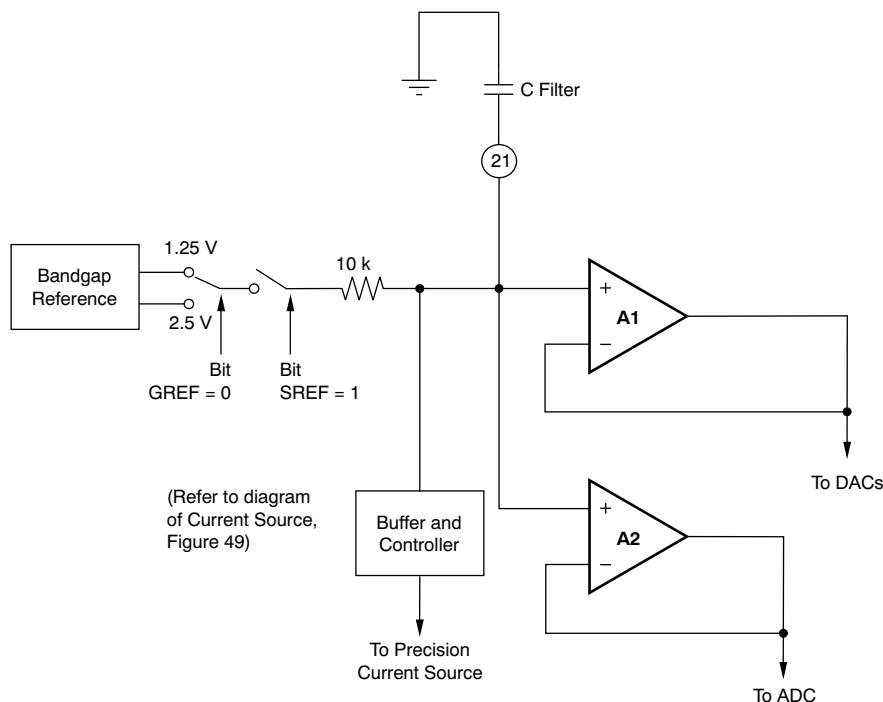 C Filter
21
1.25 V
Bandgap
Reference
2.5 V
10 k
Bit
GREF = 0
Bit
SREF = 1
+
A1
−
To DACs
(Refer to diagram
of Current Source,
Figure 49)
Buffer and
Controller
+
A2
−
To Precision
Current Source
To ADC